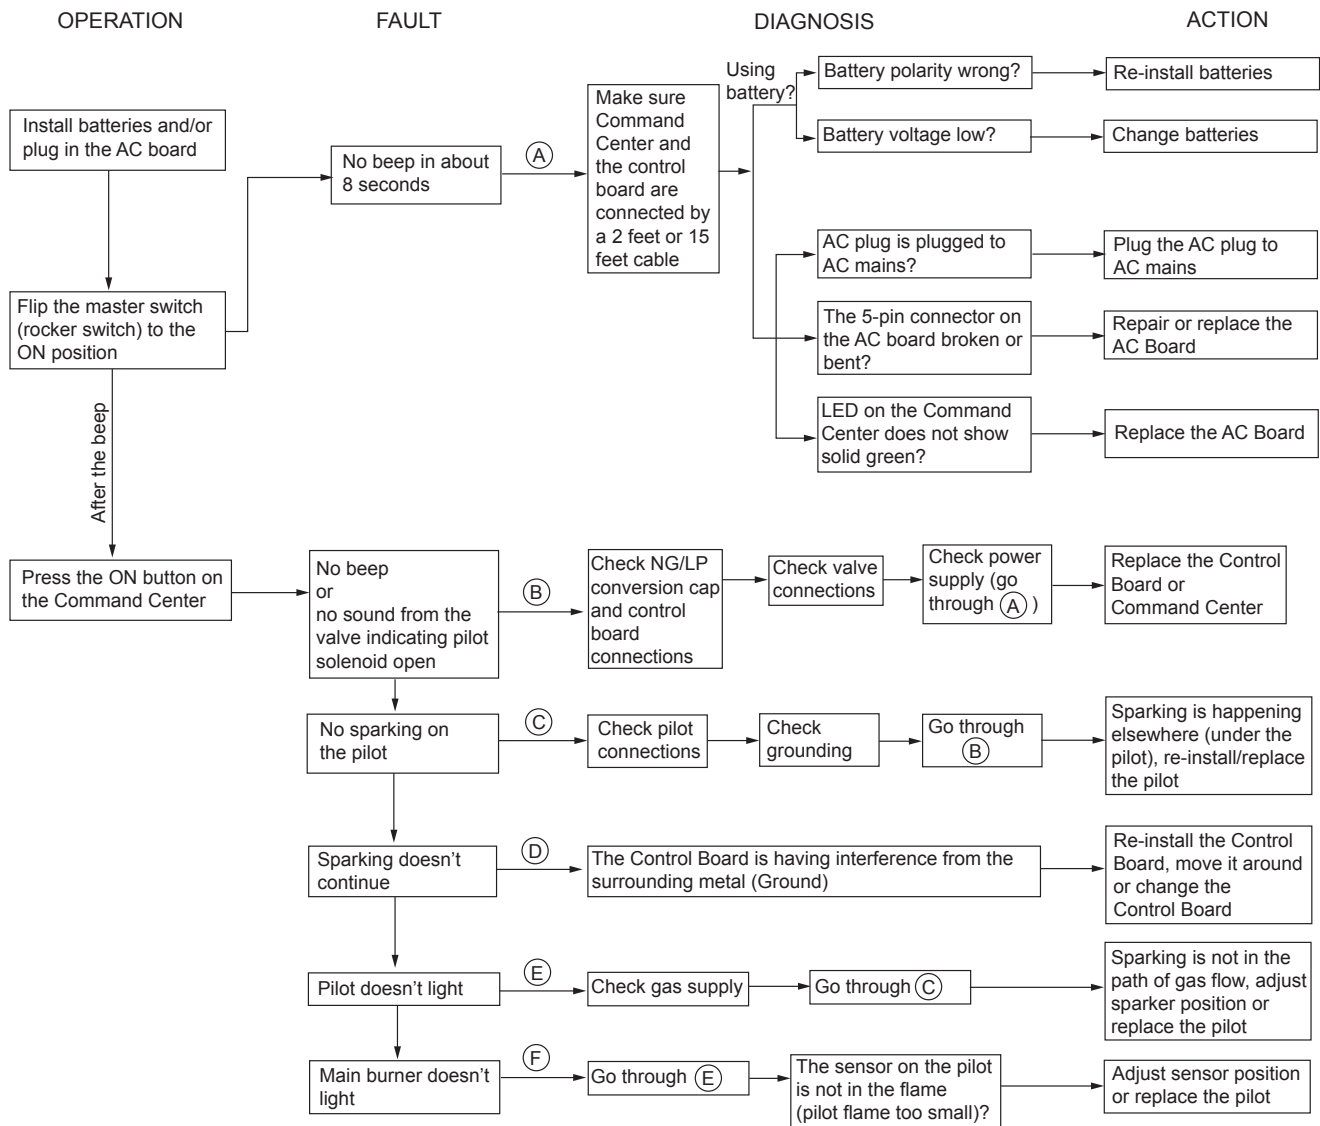 OPERATION
FAULT
DIAGNOSIS
ACTION
Install batteries and/or
plug in the AC board
Flip the master switch
(rocker switch) to the
ON position
After the beep
Press the ON button on
the Command Center
No beep in about
8 seconds
A
Make sure
Command
Center and
the control
board are
connected by
a 2 feet or 15
feet cable
Using
battery?
Battery polarity wrong?
Re-install batteries
Battery voltage low?
Change batteries
AC plug is plugged to
AC mains?
Plug the AC plug to
AC mains
The 5-pin connector on
the AC board broken or
bent?
Repair or replace the
AC Board
LED on the Command
Center does not show
solid green?
Replace the AC Board
No beep
or
no sound from the
valve indicating pilot
solenoid open
B
Check NG/LP
conversion cap
and control
board
connections
Check valve
connections
Check power
supply (go
through A )
Replace the Control
Board or
Command Center
No sparking on
the pilot
C
Check pilot
connections
Check
grounding
Go through
B
Sparking is happening
elsewhere (under the
pilot), re-install/replace
the pilot
Sparking doesn't
continue
D
The Control Board is having interference from the
surrounding metal (Ground)
Re-install the Control
Board, move it around
or change the
Control Board
Pilot doesn't light
E
Check gas supply
Go through C
Sparking is not in the
path of gas flow, adjust
sparker position or
replace the pilot
Main burner doesn't
light
F
Go through E
The sensor on the pilot
is not in the flame
(pilot flame too small)?
Adjust sensor position
or replace the pilot